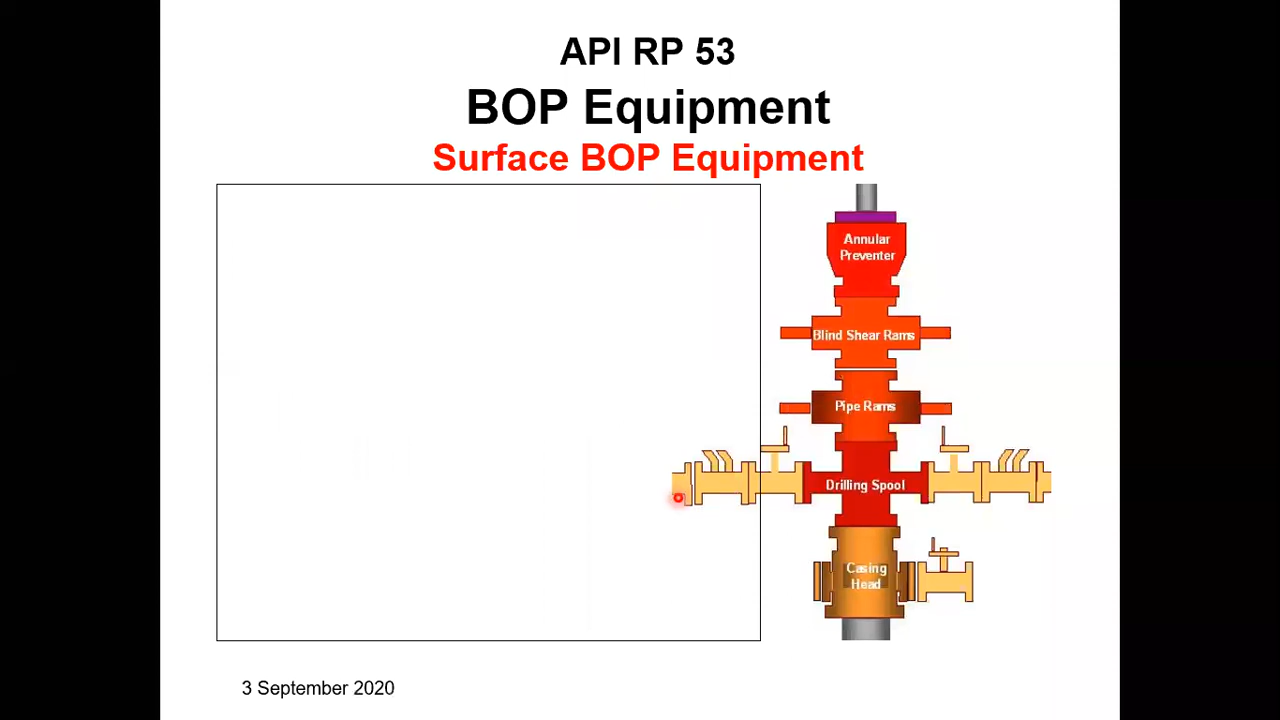 API RP 53
BOP Equipment
Surface BOP Equipment
Annular
Preventer
Blind Shear Rams
Pipe Rams
Drilling Spool
Casing
Head
3 September 2020